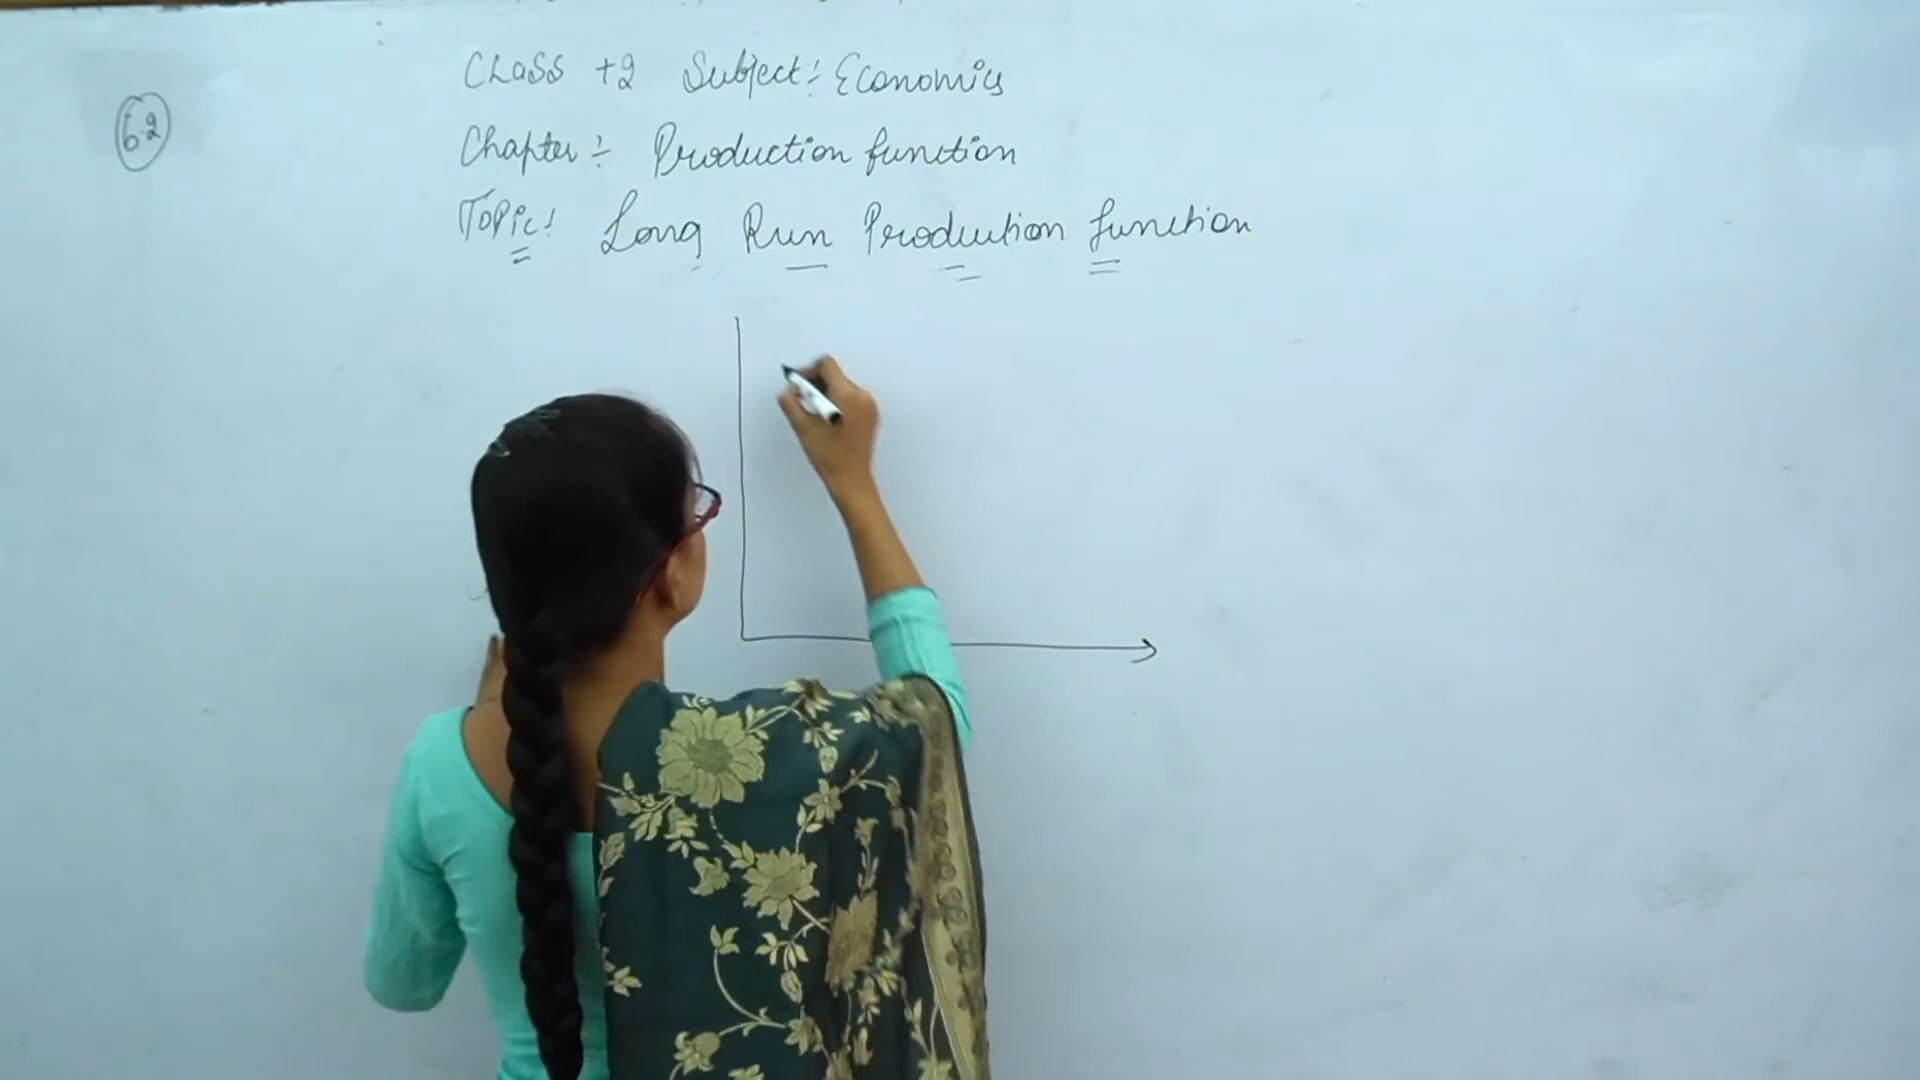 62
Class +2 Subject:- Economics
Chapter:- Production function
Topic:- Long Run Production function